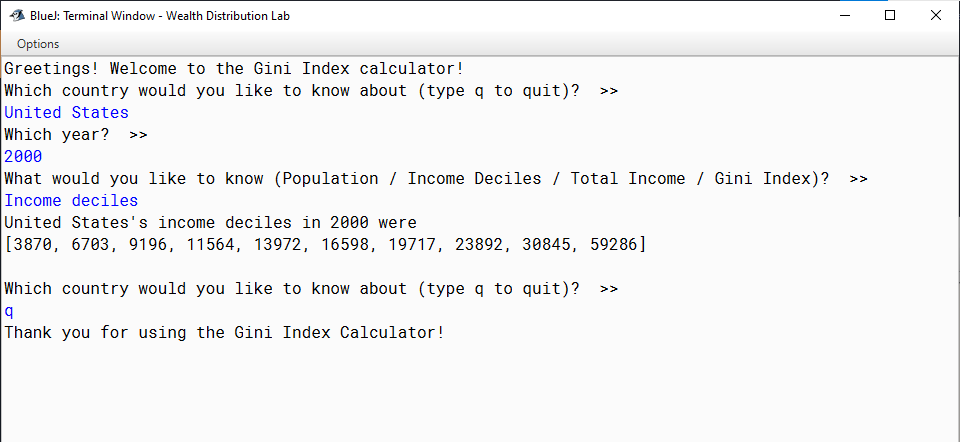 BlueJ: Terminal Window - Wealth Distribution Lab
Options
Greetings! Welcome to the Gini Index calculator!
Which country would you like to know about (type q to quit)?  >>
United States
Which year?  >>
2000
What would you like to know (Population / Income Deciles / Total Income / Gini Index)?  >>
Income deciles
United States's income deciles in 2000 were
[3870, 6703, 9196, 11564, 13972, 16598, 19717, 23892, 30845, 59286]
Which country would you like to know about (type q to quit)?  >>
q
Thank you for using the Gini Index Calculator!